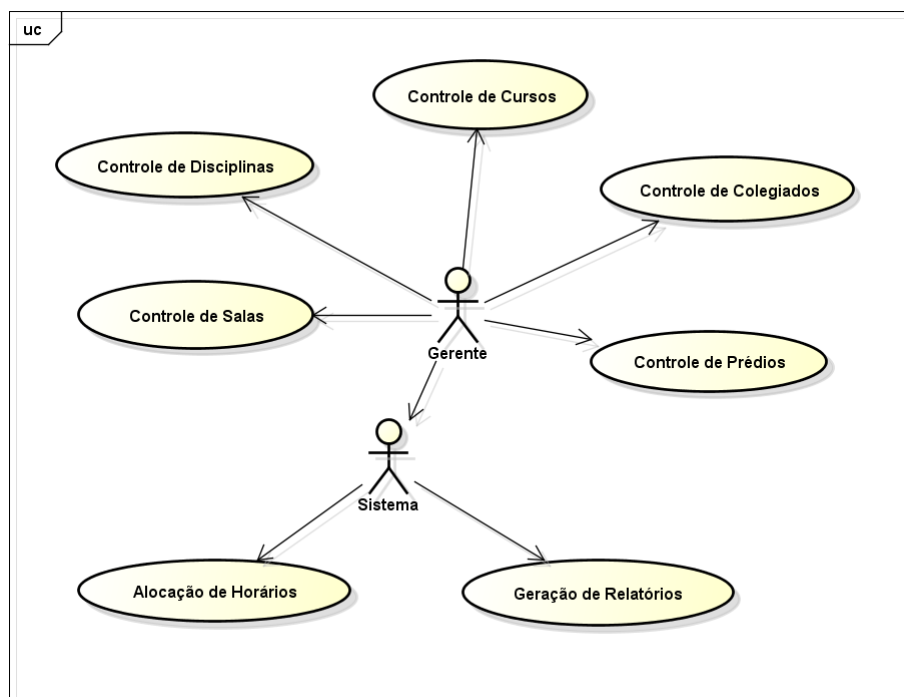 uc
Controle de Cursos
Controle de Disciplinas
Controle de Colegiados
Controle de Salas
Gerente
Controle de Prédios
Sistema
Alocação de Horários
Geração de Relatórios